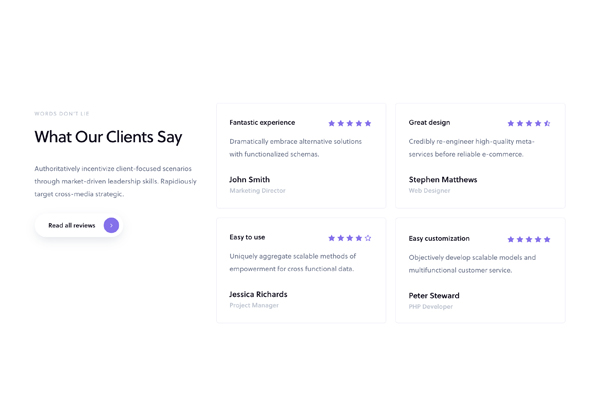 WORDS DON'T LIE
What Our Clients Say
Authoritatively incentivize client-focused scenarios
through market-driven leadership skills. Rapidiously
target cross-media strategic.
Read all reviews
Fantastic experience
Dramatically embrace alternative solutions
with functionalized schemas.
John Smith
Marketing Director
Great design
Credibly re-engineer high-quality meta-
services before reliable e-commerce.
Stephen Matthews
Web Designer
Easy to use
Uniquely aggregate scalable methods of
empowerment for cross functional data.
Jessica Richards
Project Manager
Easy customization
Objectively develop scalable models and
multifunctional customer service.
Peter Steward
PHP Developer